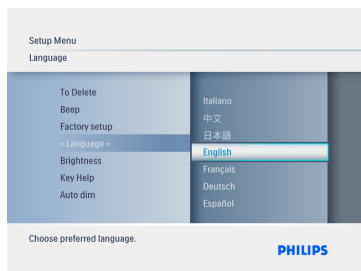 Setup Menu
Language
To Delete
Beep
Factory setup
« Language »
Brightness
Key Help
Auto dim
Italiano
中文
日本語
English
Français
Deutsch
Español
Choose preferred language.
PHILIPS